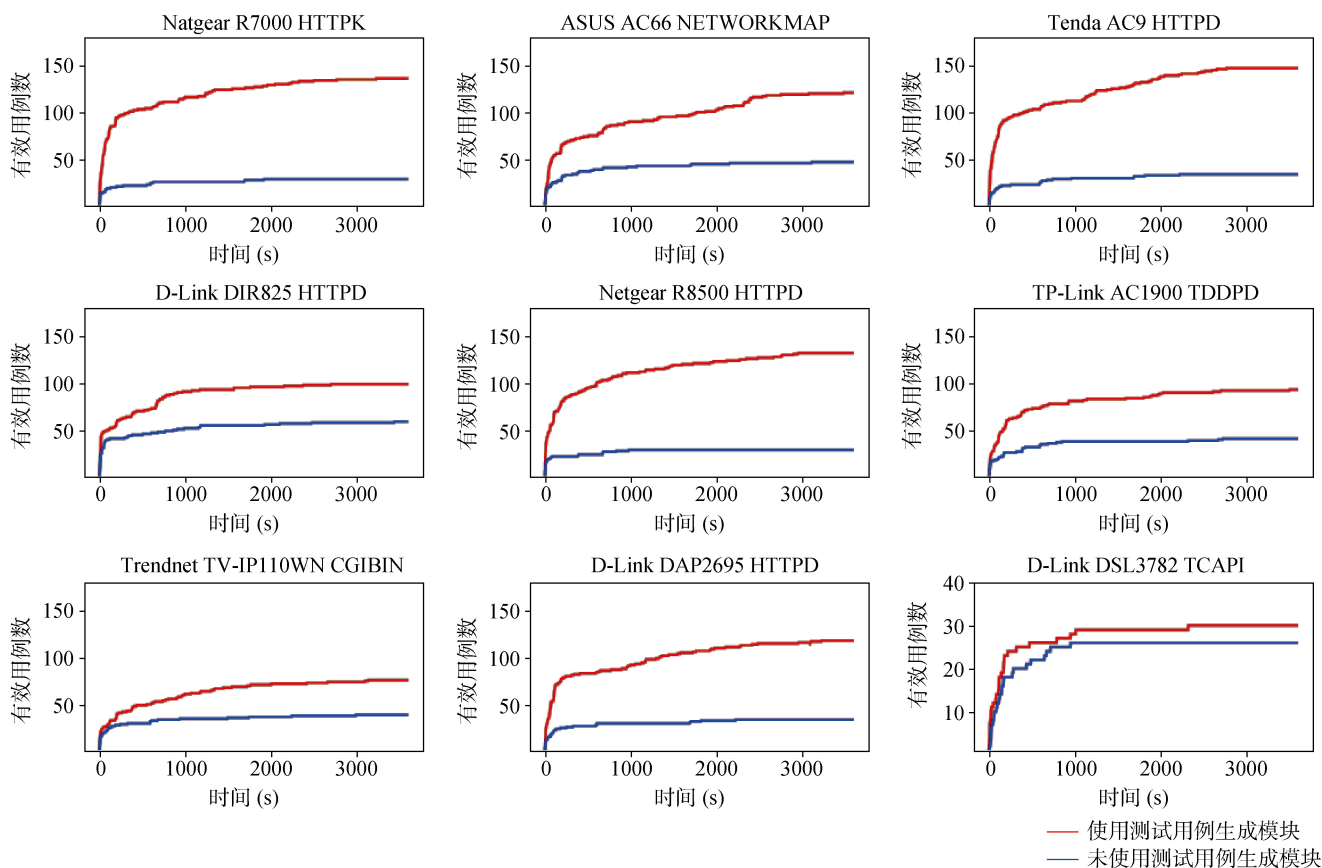 Natgear R7000 HTTPK
有效用例数
150
100
50
0 1000 2000 3000
时间 (s)
ASUS AC66 NETWORKMAP
有效用例数
150
100
50
0 1000 2000 3000
时间 (s)
Tenda AC9 HTTPD
有效用例数
150
100
50
0 1000 2000 3000
时间 (s)
D-Link DIR825 HTTPD
有效用例数
150
100
50
0 1000 2000 3000
时间 (s)
Netgear R8500 HTTPD
有效用例数
150
100
50
0 1000 2000 3000
时间 (s)
TP-Link AC1900 TDDPD
有效用例数
150
100
50
0 1000 2000 3000
时间 (s)
Trendnet TV-IP110WN CGIBIN
有效用例数
150
100
50
0 1000 2000 3000
时间 (s)
D-Link DAP2695 HTTPD
有效用例数
150
100
50
0 1000 2000 3000
时间 (s)
D-Link DSL3782 TCAPI
有效用例数
40
30
20
10
0 1000 2000 3000
时间 (s)
使用测试用例生成模块
未使用测试用例生成模块